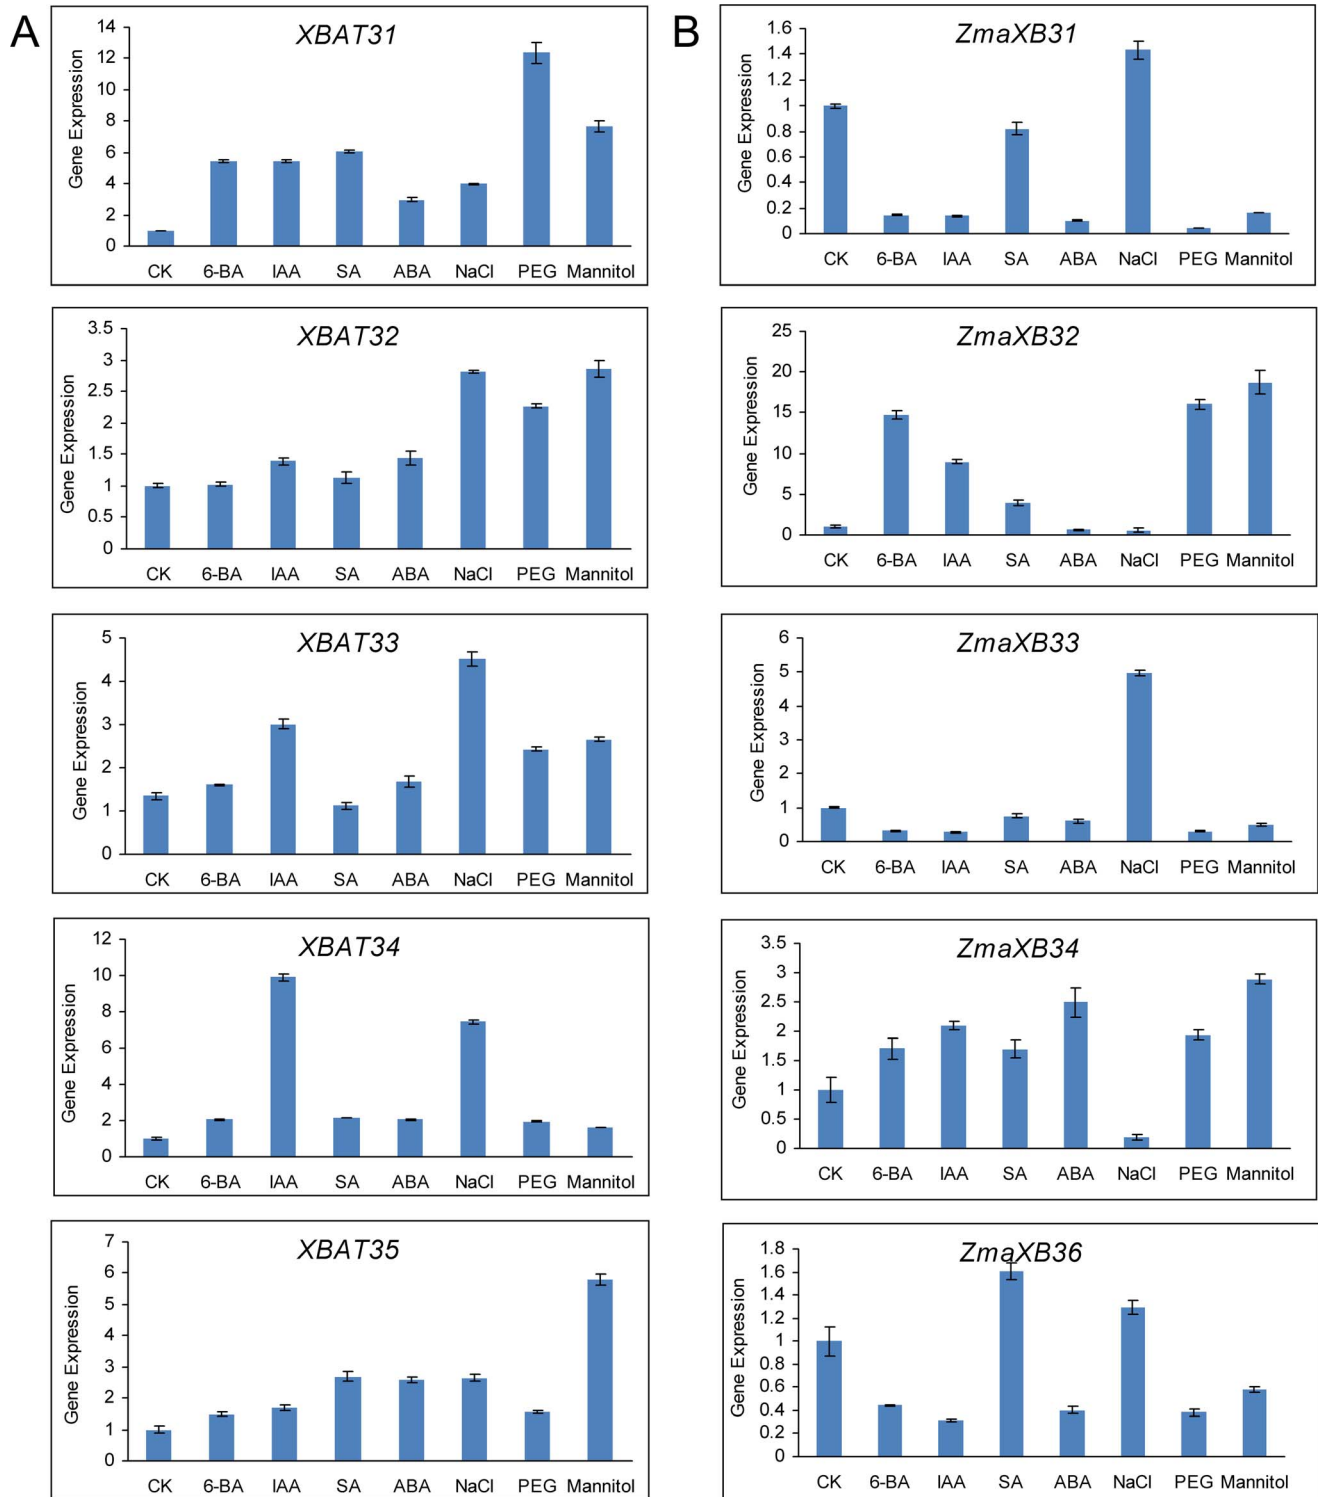 A
XBAT31
Gene Expression
14
12
10
8
6
4
2
0
CK 6-BA IAA SA ABA NaCl PEG Mannitol
XBAT32
Gene Expression
3.5
3
2.5
2
1.5
1
0.5
0
CK 6-BA IAA SA ABA NaCl PEG Mannitol
XBAT33
Gene Expression
5
4
3
2
1
0
CK 6-BA IAA SA ABA NaCl PEG Mannitol
XBAT34
Gene Expression
12
10
8
6
4
2
0
CK 6-BA IAA SA ABA NaCl PEG Mannitol
XBAT35
Gene Expression
7
6
5
4
3
2
1
0
CK 6-BA IAA SA ABA NaCl PEG Mannitol
B
ZmaXB31
Gene Expression
1.6
1.4
1.2
1
0.8
0.6
0.4
0.2
0
CK 6-BA IAA SA ABA NaCl PEG Mannitol
ZmaXB32
Gene Expression
25
20
15
10
5
0
CK 6-BA IAA SA ABA NaCl PEG Mannitol
ZmaXB33
Gene Expression
6
5
4
3
2
1
0
CK 6-BA IAA SA ABA NaCl PEG Mannitol
ZmaXB34
Gene Expression
3.5
3
2.5
2
1.5
1
0.5
0
CK 6-BA IAA SA ABA NaCl PEG Mannitol
ZmaXB36
Gene Expression
1.8
1.6
1.4
1.2
1
0.8
0.6
0.4
0.2
0
CK 6-BA IAA SA ABA NaCl PEG Mannitol